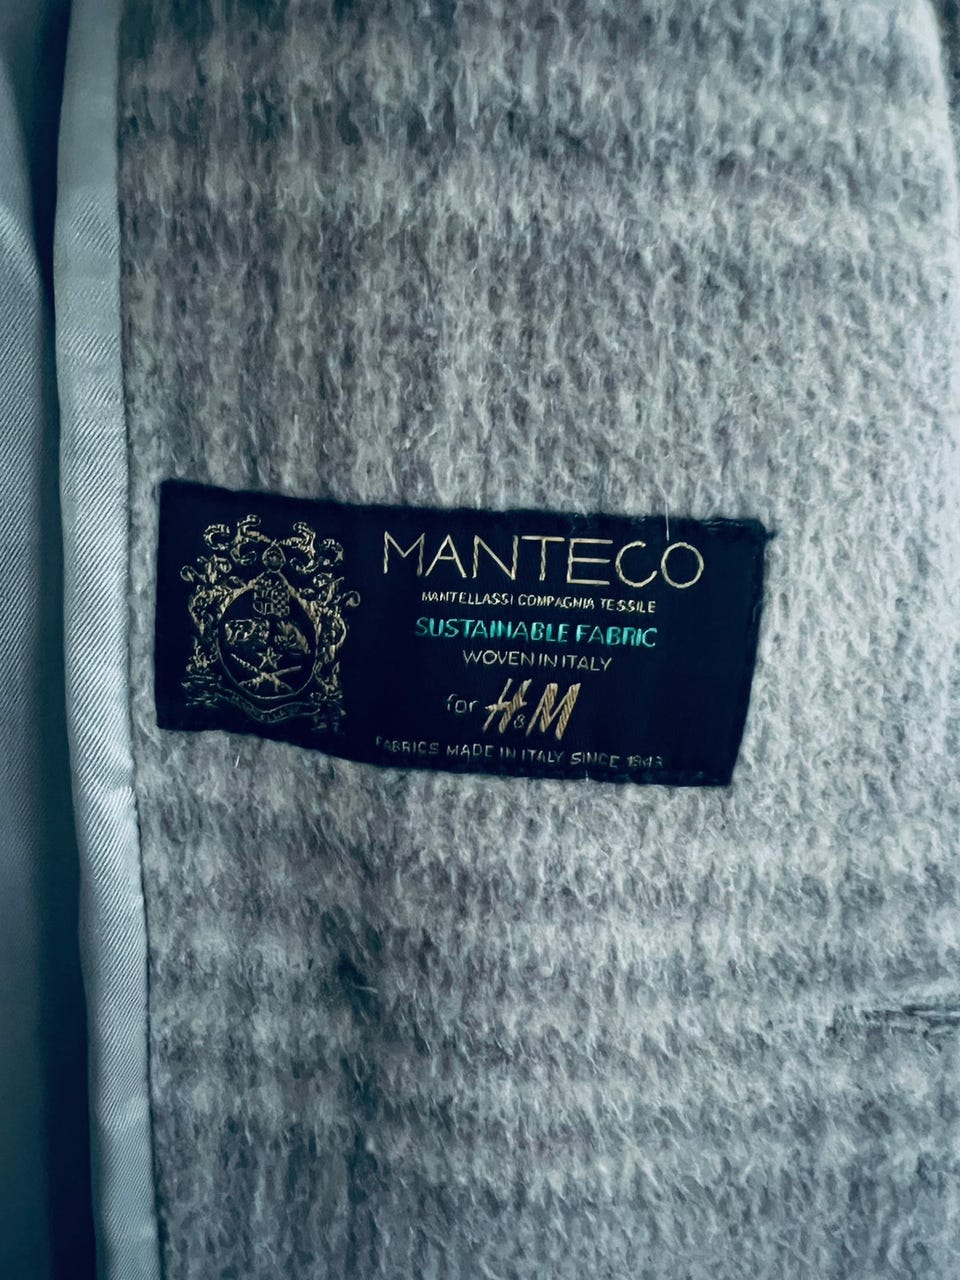 MANTECO
MANTELLASSI COMPAGNIA TESSILE
SUSTAINABLE FABRIC
WOVEN IN ITALY
for H&M
FABRICS MADE IN ITALY SINCE 1943